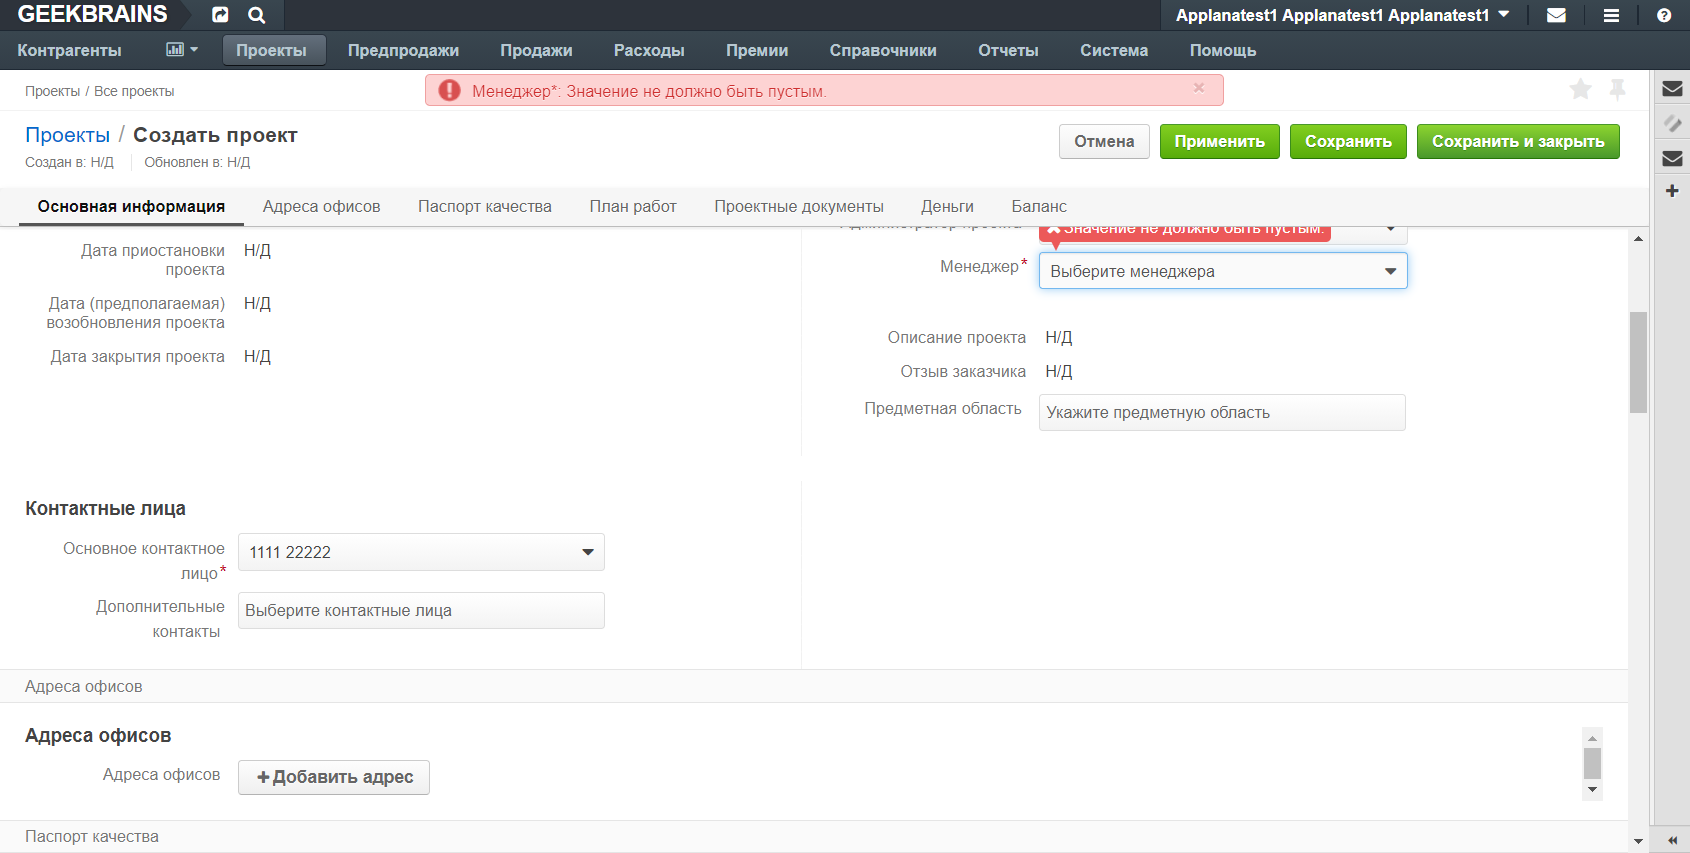 GEEKBRAINS
Applanatest1 Applanatest1 Applanatest1
Контрагенты Проекты Предпродажи Продажи Расходы Премии Справочники Отчеты Система Помощь
Проекты / Все проекты
Менеджер*: Значение не должно быть пустым.
Проекты / Создать проект
Создан в: Н/Д Обновлен в: Н/Д
Отмена Применить Сохранить Сохранить и закрыть
Основная информация Адреса офисов Паспорт качества План работ Проектные документы Деньги Баланс
Дата приостановки
проекта
Н/Д
Дата (предполагаемая)
возобновления проекта
Н/Д
Дата закрытия проекта Н/Д
Администратор проекта
Значение не должно быть пустым.
Менеджер* Выберите менеджера
Описание проекта Н/Д
Отзыв заказчика Н/Д
Предметная область Укажите предметную область
Контактные лица
Основное контактное
лицо*
1111 22222
Дополнительные
контакты
Выберите контактные лица
Адреса офисов
Адреса офисов
Адреса офисов +Добавить адрес
Паспорт качества